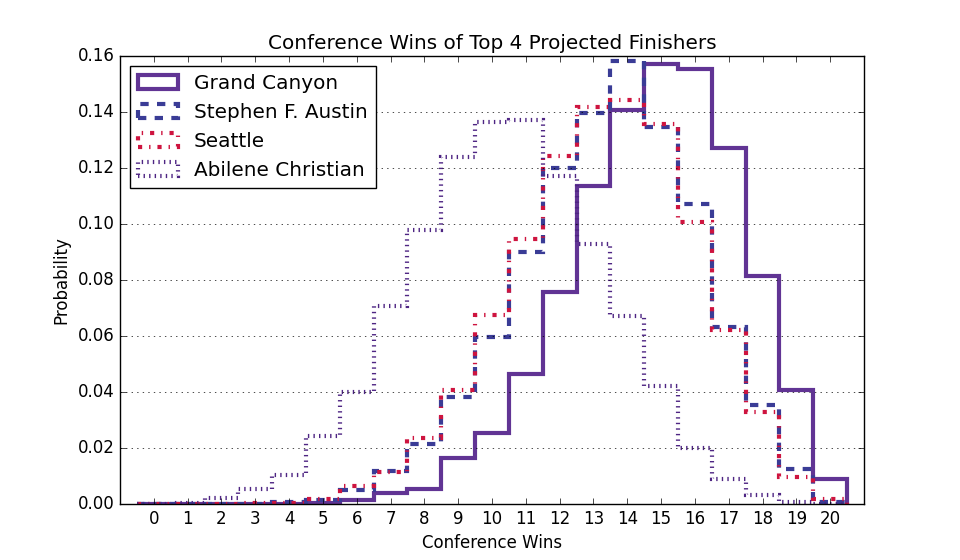 Conference Wins of Top 4 Projected Finishers
0.16
0.14
0.12
0.10
0.08
0.06
0.04
0.02
0.00
Probability
Grand Canyon
Stephen F. Austin
Seattle
Abilene Christian
0 1 2 3 4 5 6 7 8 9 10 11 12 13 14 15 16 17 18 19 20
Conference Wins